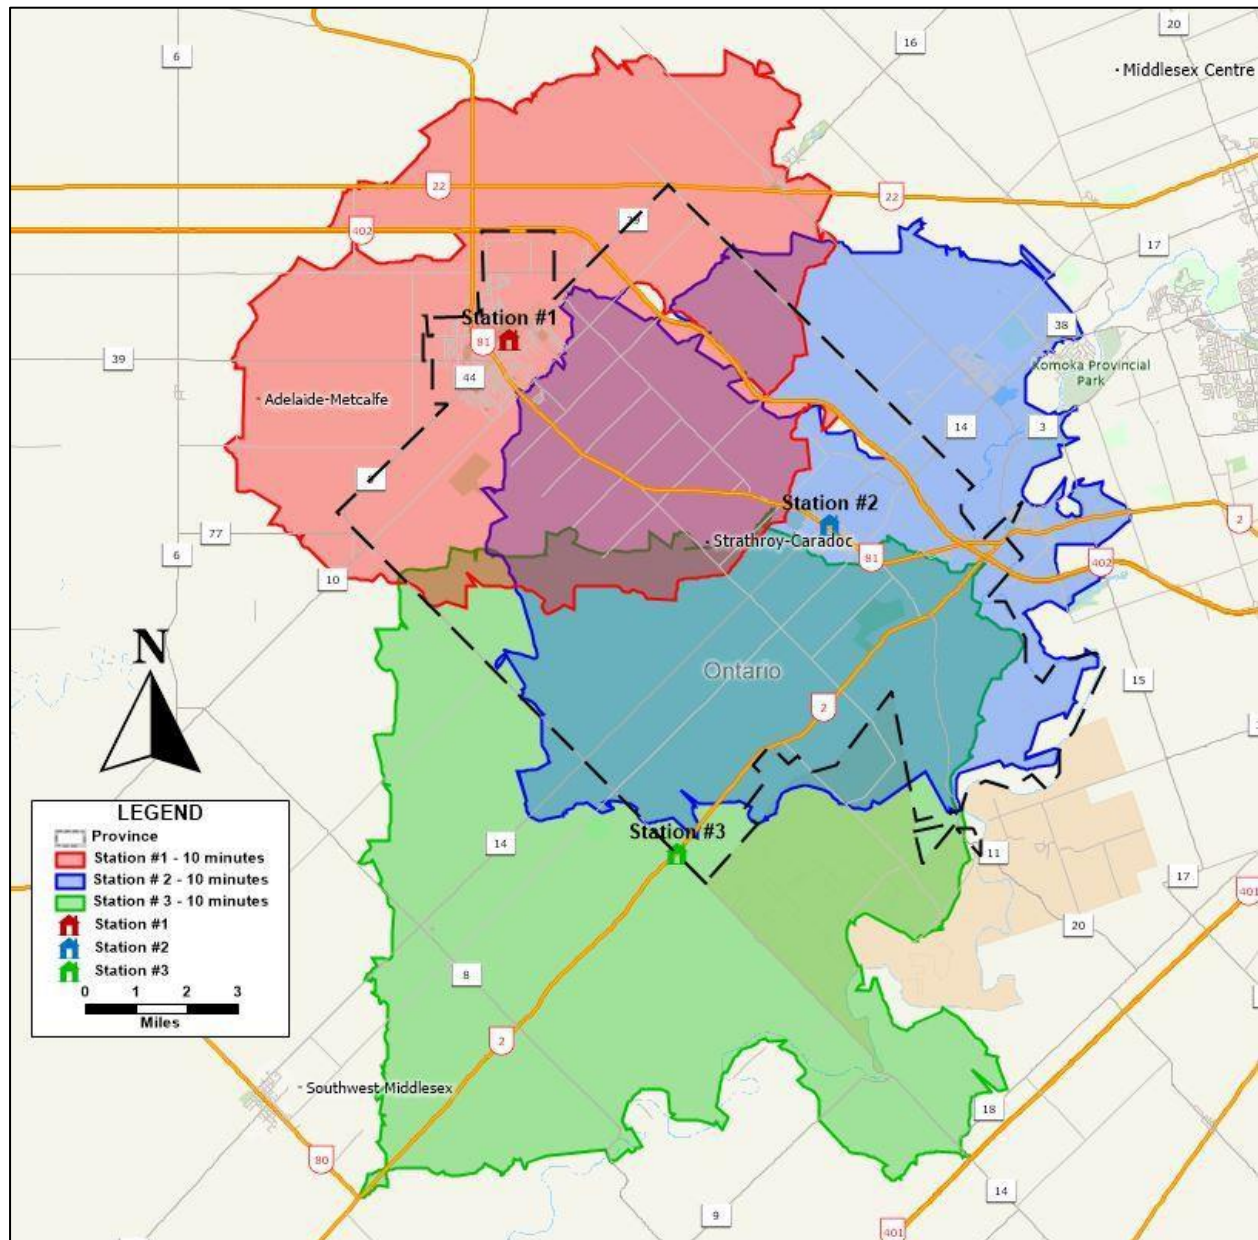 20
16
6
Middlesex Centre
22
22
39
402
17
Station #1
81
38
39
44
Komoka Provincial
Park
Adelaide-Metcalfe
14
3
Station #2
2
77
6
Strathroy-Caradoc
81
402
10
N
Ontario
15
2
LEGEND
Province
Station #1 - 10 minutes
Station # 2 - 10 minutes
Station # 3 - 10 minutes
Station #1
Station #2
Station #3
0 1 2 3
Miles
Station #3
14
11
17
401
20
8
2
Southwest Middlesex
18
80
14
9
401